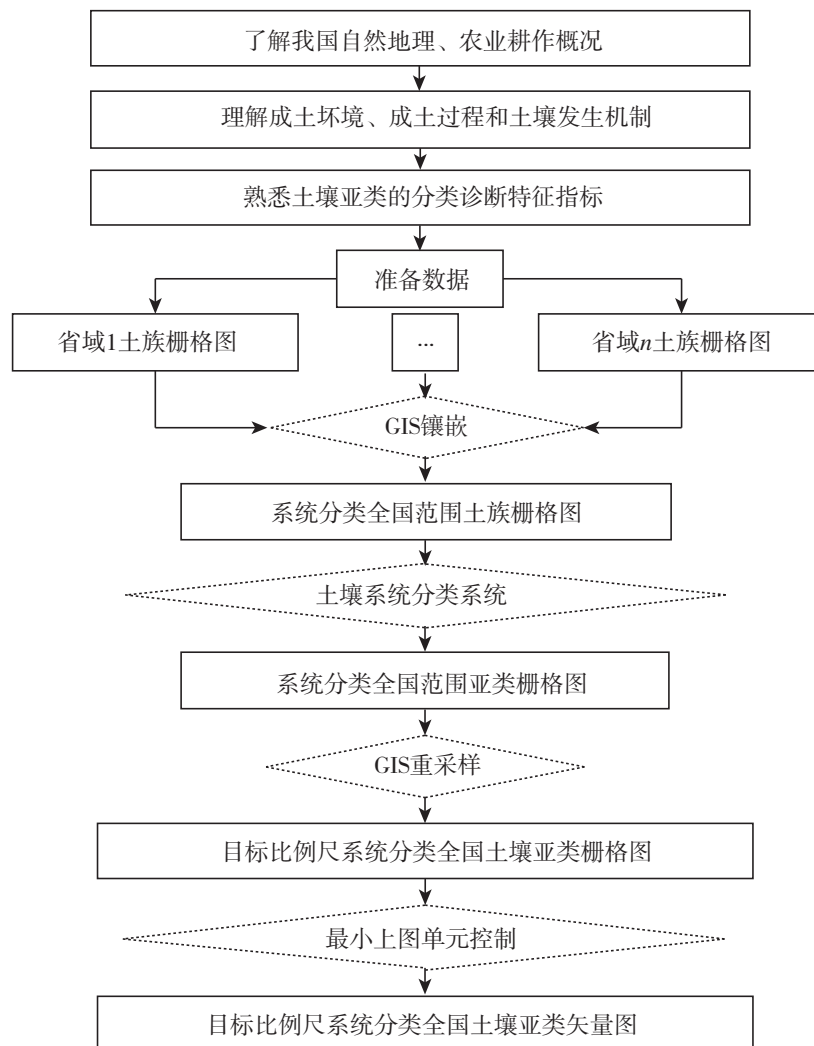 了解我国自然地理、农业耕作概况
理解成土坏境、成土过程和土壤发生机制
熟悉土壤亚类的分类诊断特征指标
准备数据
省域1土族栅格图
...
省域n土族栅格图
GIS镶嵌
系统分类全国范围土族栅格图
土壤系统分类系统
系统分类全国范围亚类栅格图
GIS重采样
目标比例尺系统分类全国土壤亚类栅格图
最小上图单元控制
目标比例尺系统分类全国土壤亚类矢量图